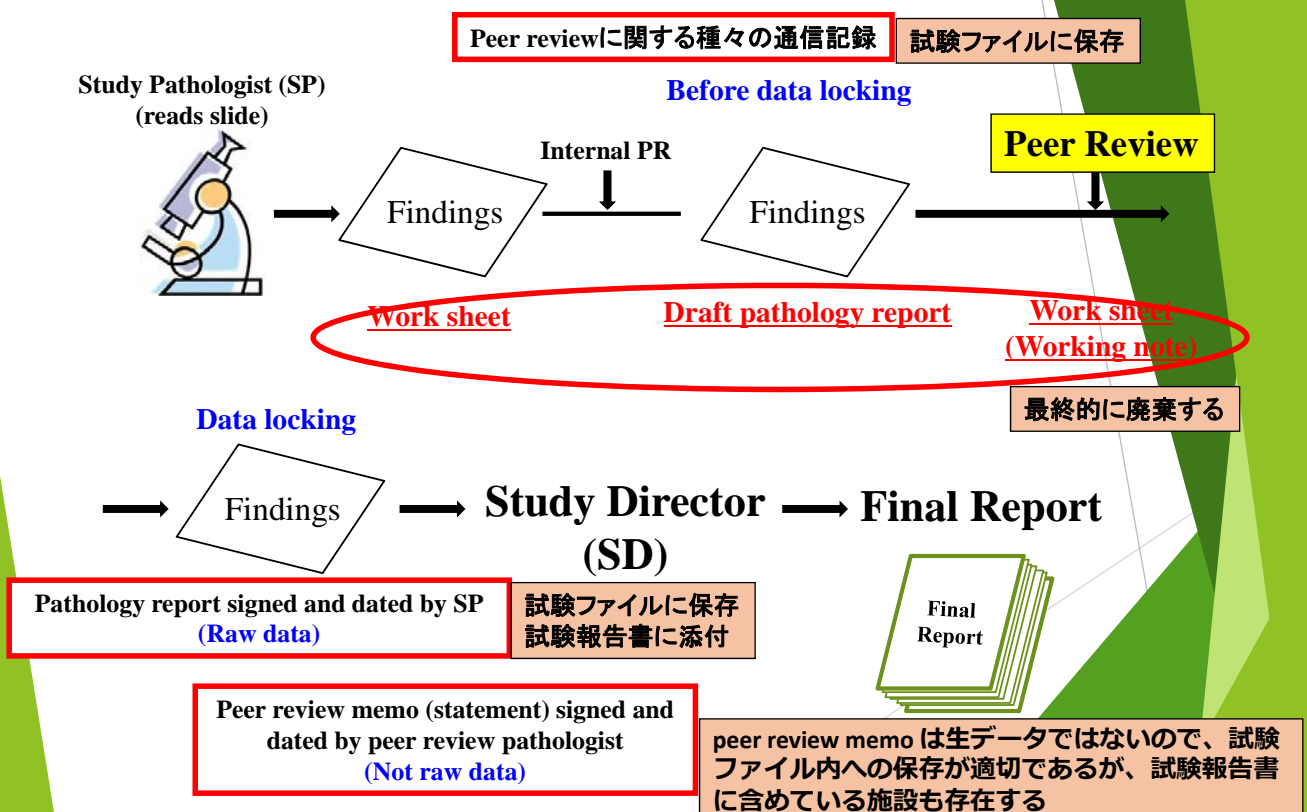 Peer reviewに関する種々の通信記録
試験ファイルに保存
Study Pathologist (SP)
(reads slide)
Before data locking
Internal PR
Peer Review
Findings
Findings
Work sheet
Draft pathology report
Work sheet
(Working note)
最終的に廃棄する
Data locking
Findings
Study Director
(SD)
Final Report
Pathology report signed and dated by SP
(Raw data)
試験ファイルに保存
試験報告書に添付
Final
Report
Peer review memo (statement) signed and
dated by peer review pathologist
(Not raw data)
peer review memo は生データではないので、試験
ファイル内への保存が適切であるが、試験報告書
に含めている施設も存在する